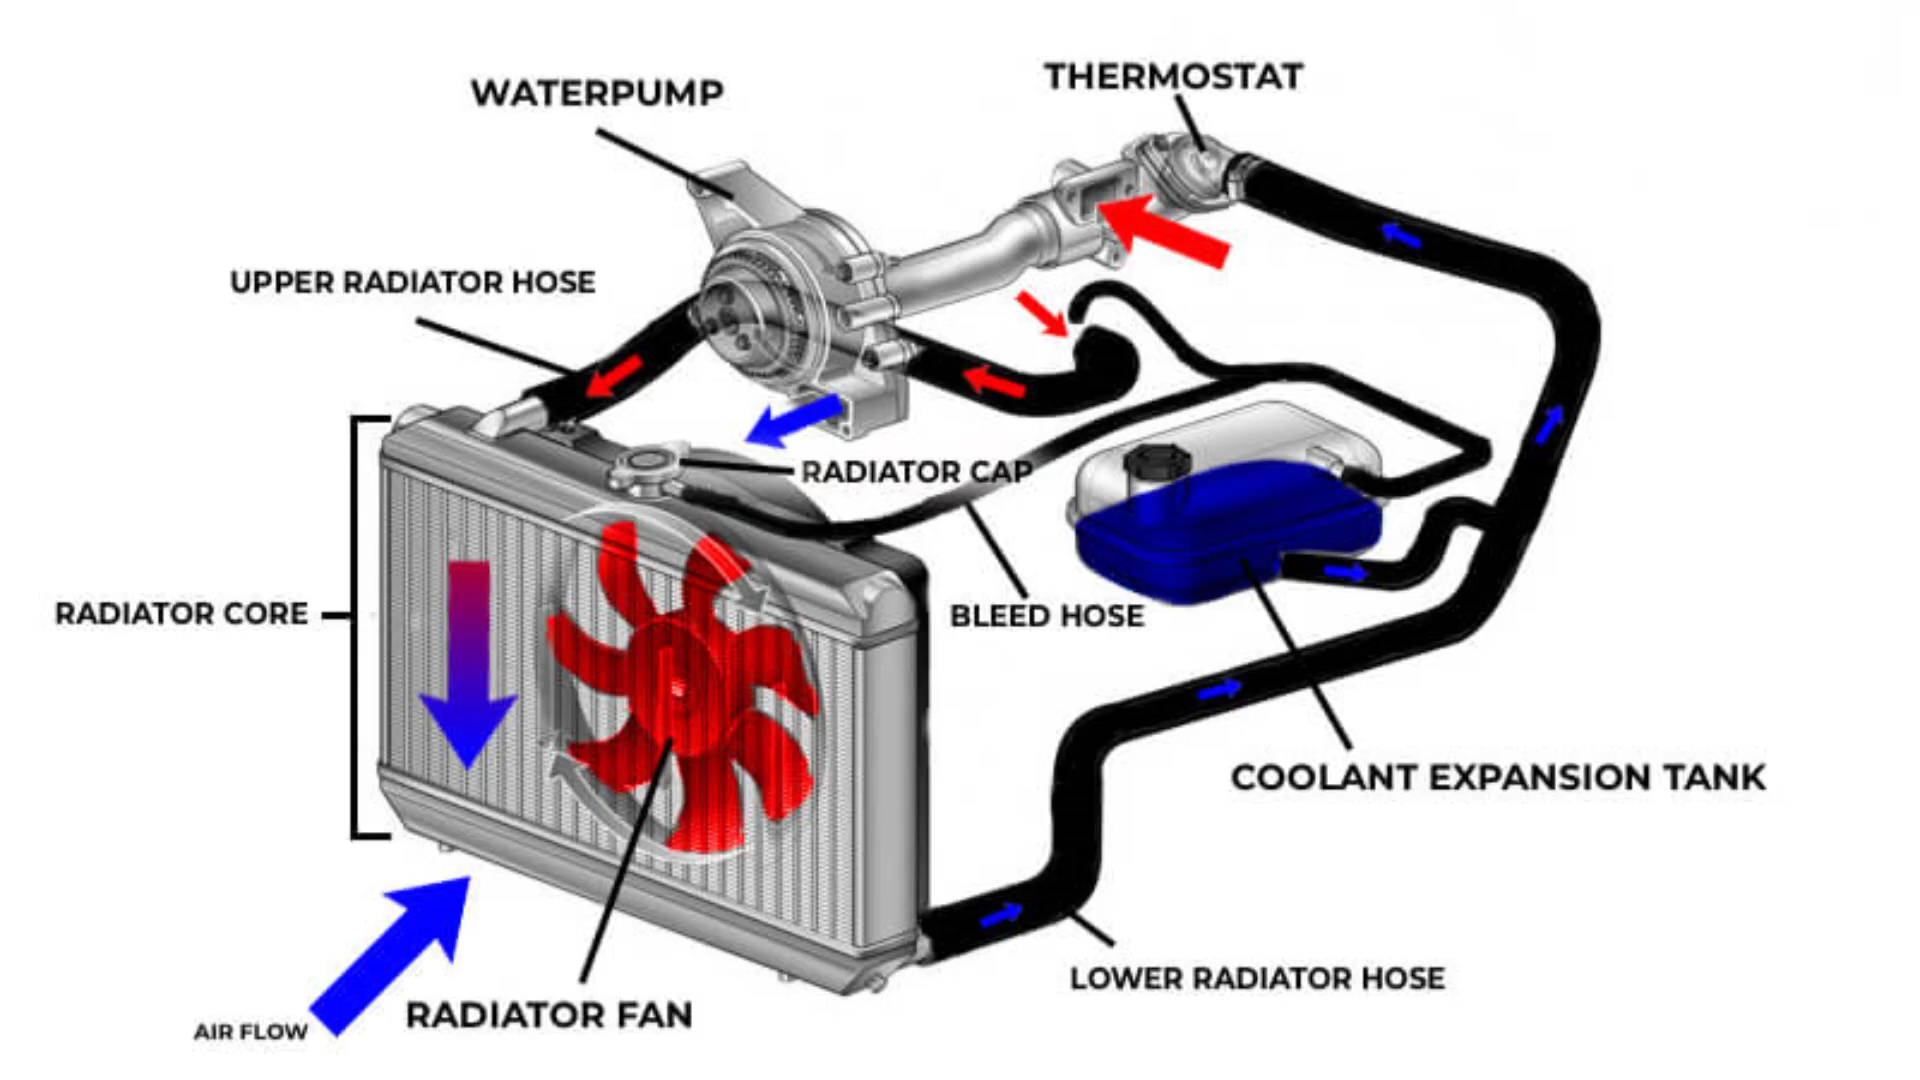 THERMOSTAT
WATERPUMP
UPPER RADIATOR HOSE
RADIATOR CAP
RADIATOR CORE
BLEED HOSE
COOLANT EXPANSION TANK
LOWER RADIATOR HOSE
RADIATOR FAN
AIR FLOW